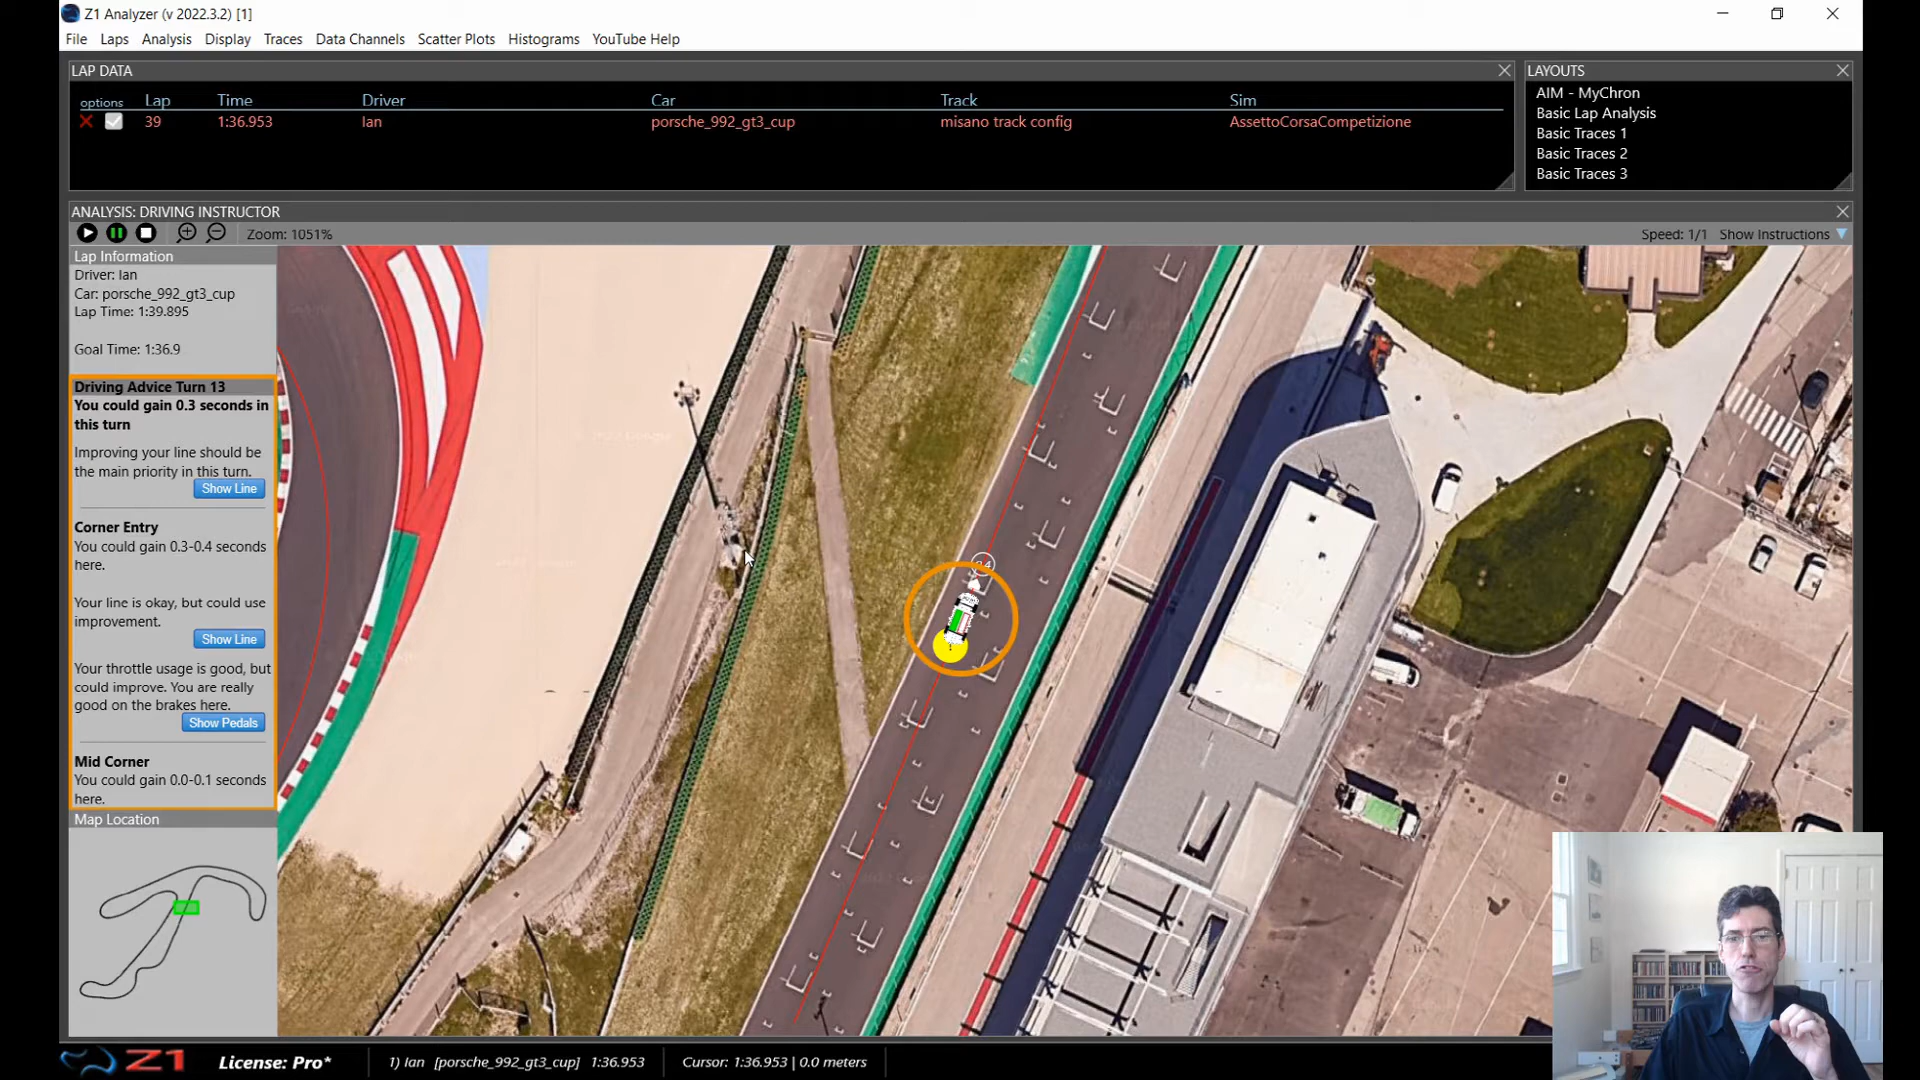 Z1 Analyzer (v 2022.3.2) [1]
File Laps Analysis Display Traces Data Channels Scatter Plots Histograms YouTube Help
LAP DATA
options Lap Time Driver Car Track Sim
39 1:36.953 Ian porsche_992_gt3_cup misano track config AssettoCorsaCompetizione
LAYOUTS
AIM - MyChron
Basic Lap Analysis
Basic Traces 1
Basic Traces 2
Basic Traces 3
ANALYSIS: DRIVING INSTRUCTOR
Zoom: 1051%
Speed: 1/1 Show Instructions
Lap Information
Driver: Ian
Car: porsche_992_gt3_cup
Lap Time: 1:39.895
Goal Time: 1:36.9
Driving Advice Turn 13
You could gain 0.3 seconds in
this turn
Improving your line should be
the main priority in this turn.
Show Line
Corner Entry
You could gain 0.3-0.4 seconds
here.
Your line is okay, but could use
improvement.
Show Line
Your throttle usage is good, but
could improve. You are really
good on the brakes here.
Show Pedals
Mid Corner
You could gain 0.0-0.1 seconds
here.
Map Location
Z1
License: Pro*
1) Ian [porsche_992_gt3_cup] 1:36.953
Cursor: 1:36.953 | 0.0 meters